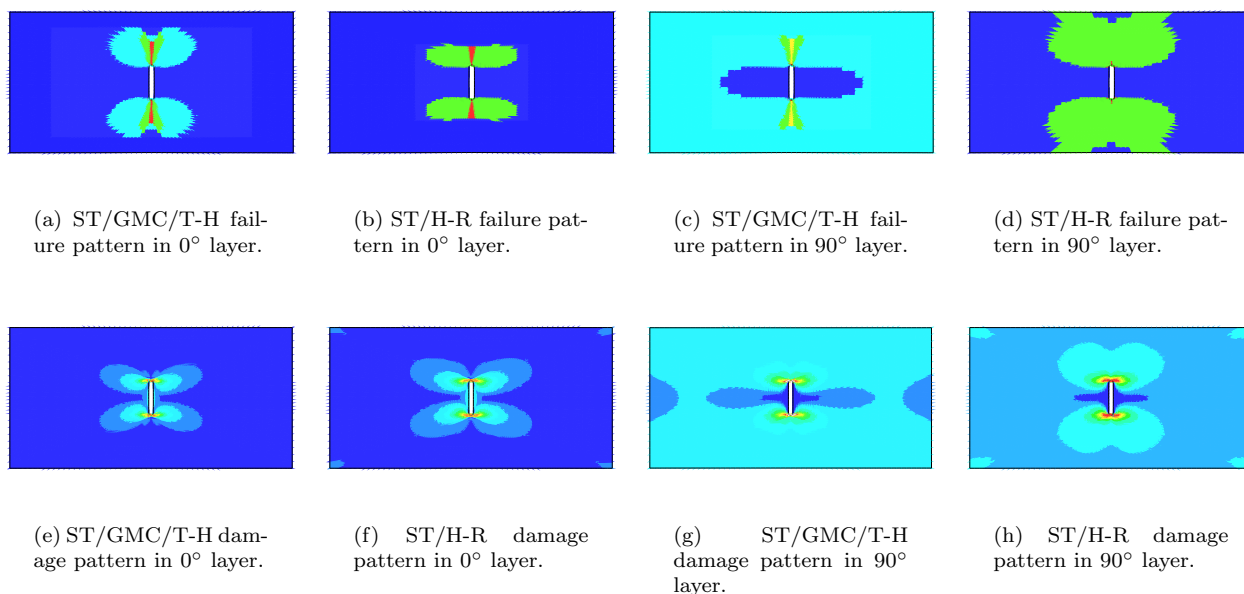 (a) ST/GMC/T-H fail-
ure pattern in 0° layer.
(b) ST/H-R failure pat-
tern in 0° layer.
(c) ST/GMC/T-H fail-
ure pattern in 90° layer.
(d) ST/H-R failure pat-
tern in 90° layer.
(e) ST/GMC/T-H dam-
age pattern in 0° layer.
(f) ST/H-R damage
pattern in 0° layer.
(g) ST/GMC/T-H
damage pattern in 90°
layer.
(h) ST/H-R damage
pattern in 90° layer.